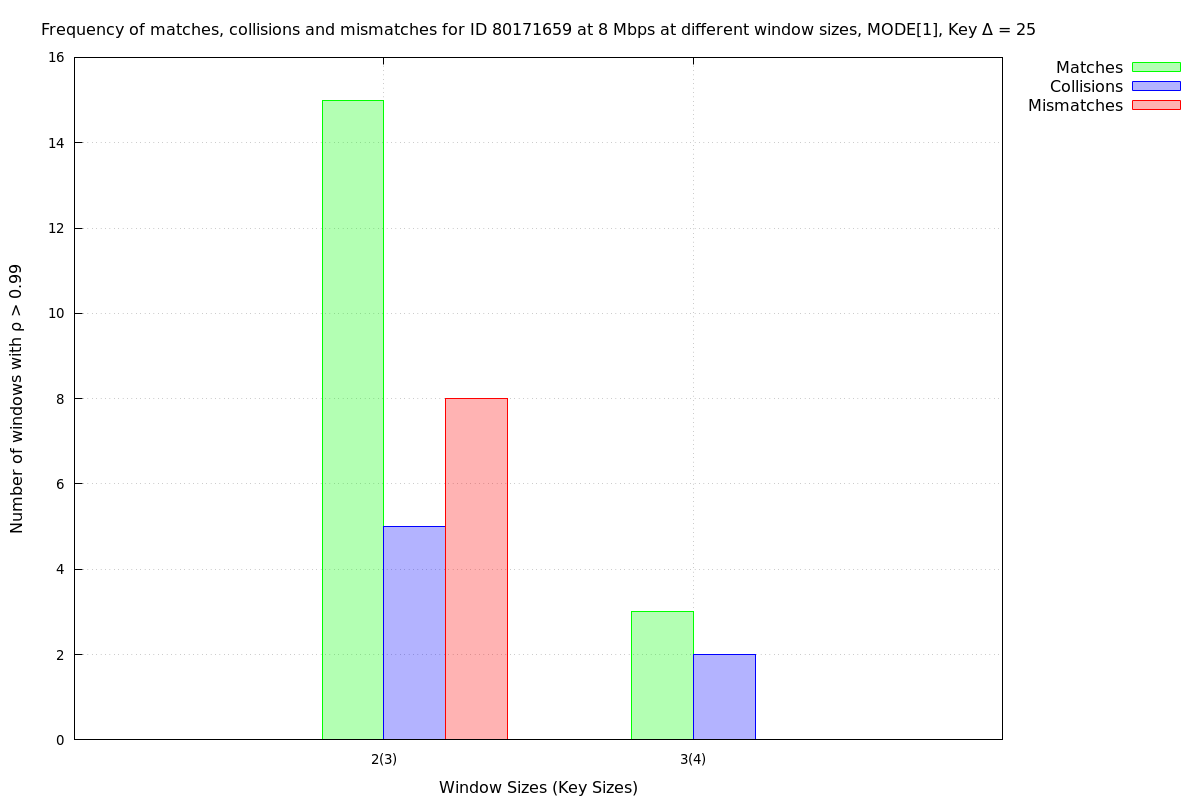 Frequency of matches, collisions and mismatches for ID 80171659 at 8 Mbps at different window sizes, MODE[1], Key Δ = 25
Matches
Collisions
Mismatches
Number of windows with ρ > 0.99
16
14
12
10
8
6
4
2
0
2(3)
3(4)
Window Sizes (Key Sizes)